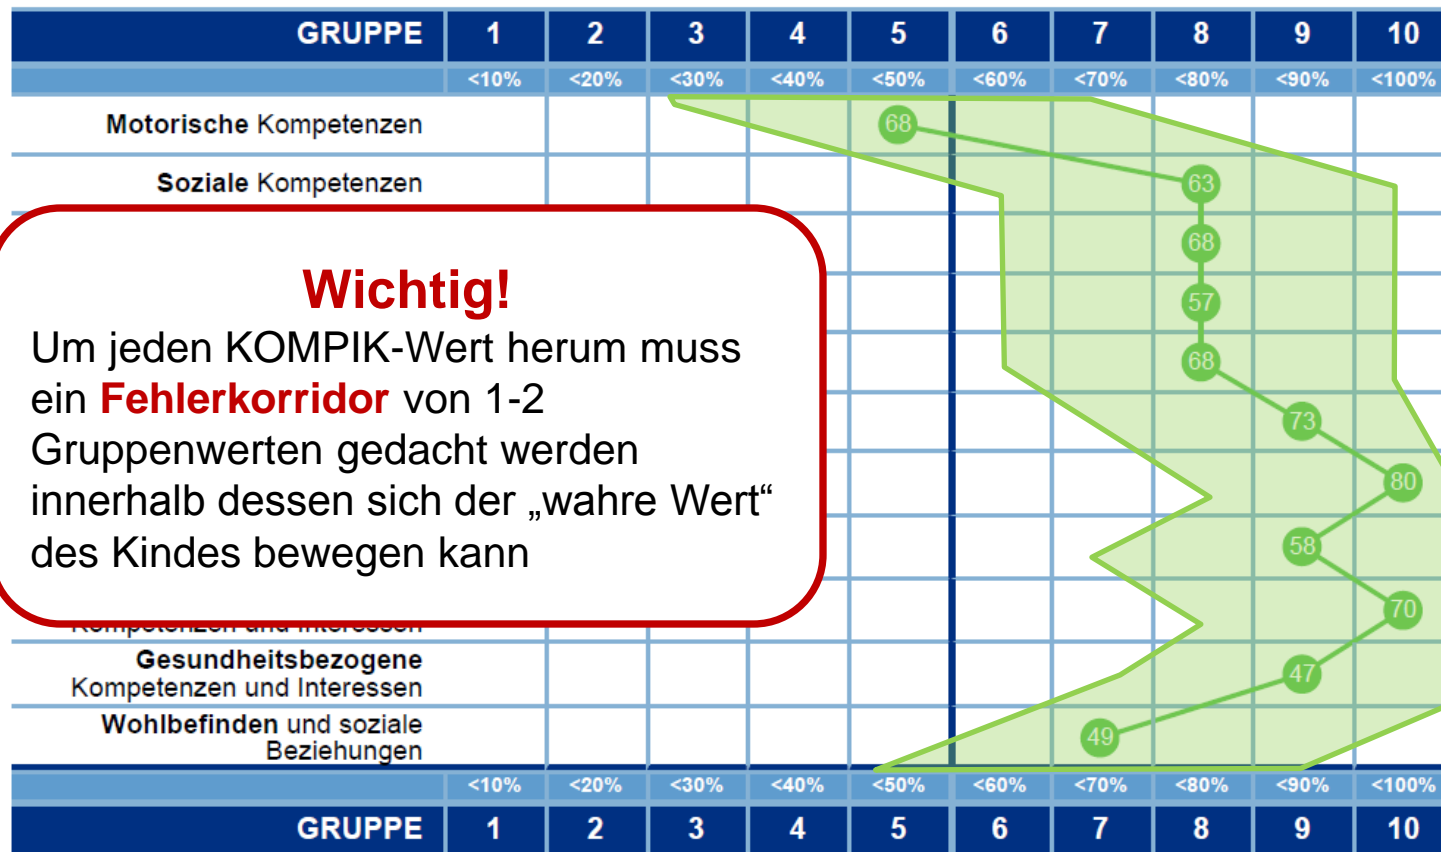 GRUPPE 1 2 3 4 5 6 7 8 9 10
<10% <20% <30% <40% <50% <60% <70% <80% <90% <100%
Motorische Kompetenzen 68
Soziale Kompetenzen 63
68
57
68
73
80
58
70
Wichtig!
Um jeden KOMPIK-Wert herum muss
ein Fehlerkorridor von 1-2
Gruppenwerten gedacht werden
innerhalb dessen sich der „wahre Wert“
des Kindes bewegen kann
Kompetenzen und Interessen
Gesundheitsbezogene
Kompetenzen und Interessen 47
Wohlbefinden und soziale
Beziehungen 49
<10% <20% <30% <40% <50% <60% <70% <80% <90% <100%
GRUPPE 1 2 3 4 5 6 7 8 9 10